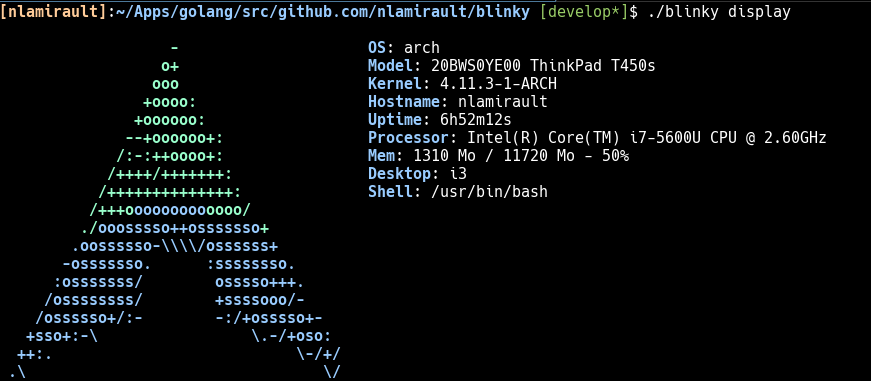 [nlamirault]:~/Apps/golang/src/github.com/nlamirault/blinky [develop*]$ ./blinky display
                   -                     OS: arch
                  o+                     Model: 20BWS0YE00 ThinkPad T450s
                 ooo                     Kernel: 4.11.3-1-ARCH
                +oooo:                   Hostname: nlamirault
               +oooooo:                  Uptime: 6h52m12s
              --+oooooo+:                Processor: Intel(R) Core(TM) i7-5600U CPU @ 2.60GHz
             /:-:++oooo+:                Mem: 1310 Mo / 11720 Mo - 50%
            /++++/+++++++:               Desktop: i3
           /++++++++++++++:              Shell: /usr/bin/bash
          /+++ooooooooooooo/
         ./ooosssso++osssssso+
        .oossssso-\\\\/ossssss+
       -osssssso.      :ssssssso.
      :osssssss/        osssso+++.
     /ossssssss/        +ssssooo/-
    /ossssso+/:-        -:/+osssso+-
   +sso+:-\                 \.-/+oso:
  ++:.                           \-/+/
 .\                                 \/